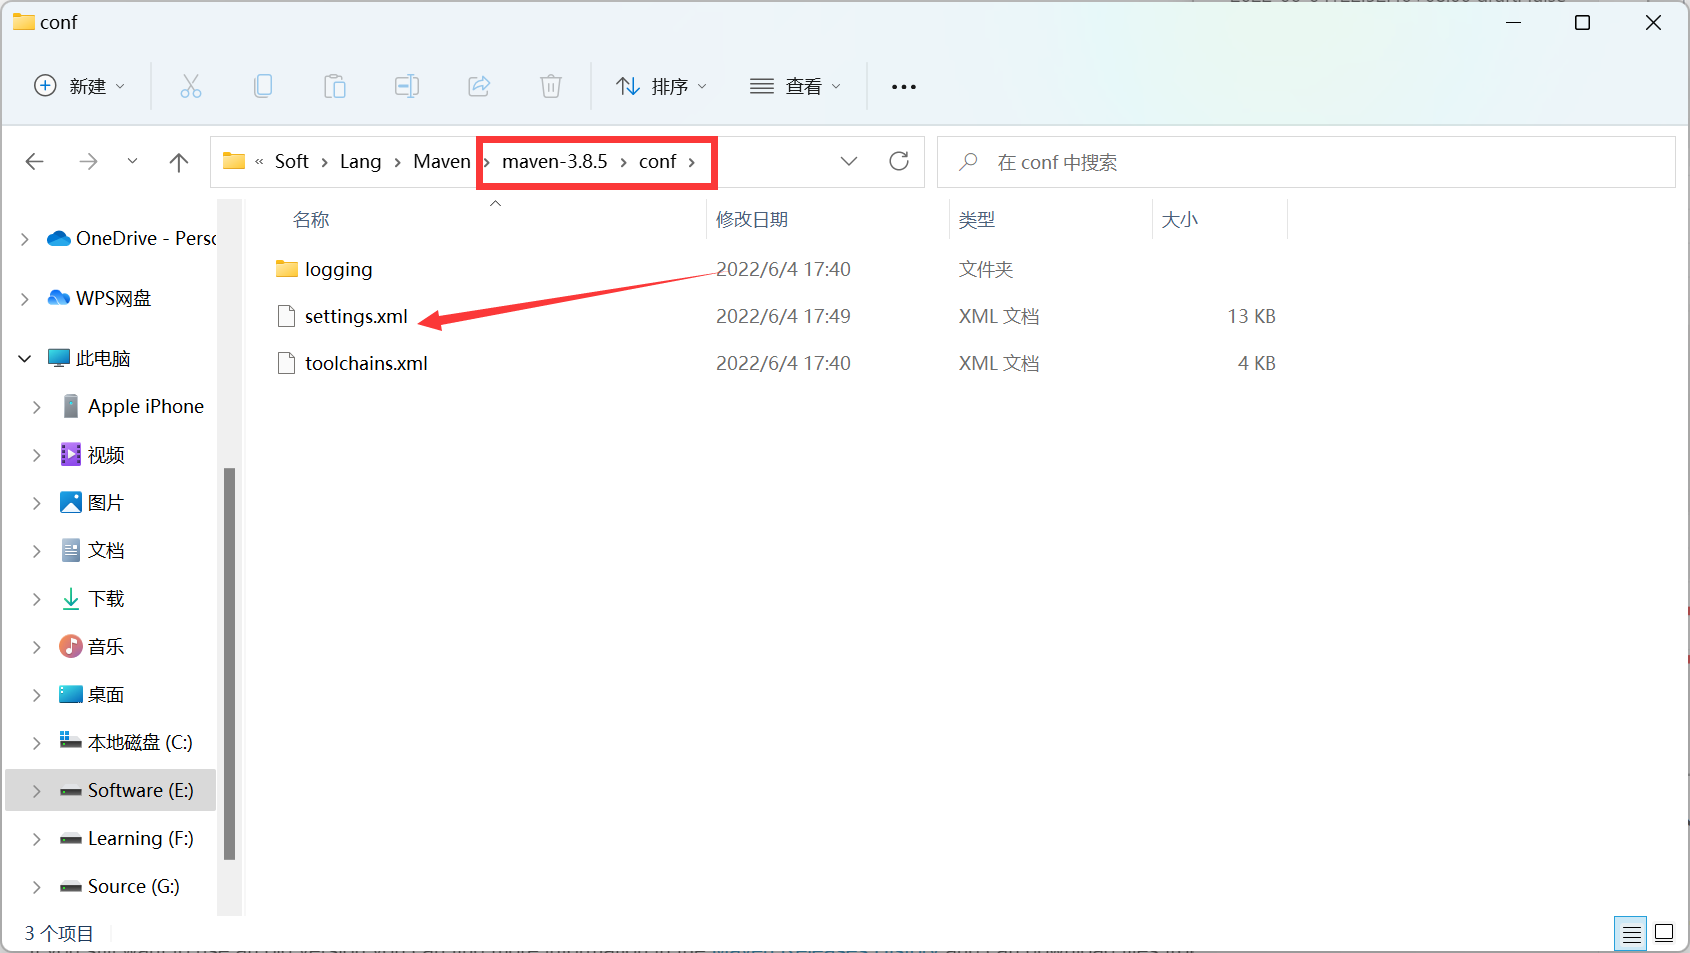 conf
新建
排序
查看
« Soft > Lang > Maven > maven-3.8.5 > conf >
在 conf 中搜索
名称 修改日期 类型 大小
logging 2022/6/4 17:40 文件夹
settings.xml 2022/6/4 17:49 XML 文档 13 KB
toolchains.xml 2022/6/4 17:40 XML 文档 4 KB
OneDrive - Perso
WPS网盘
此电脑
Apple iPhone
视频
图片
文档
下载
音乐
桌面
本地磁盘 (C:)
Software (E:)
Learning (F:)
Source (G:)
3 个项目